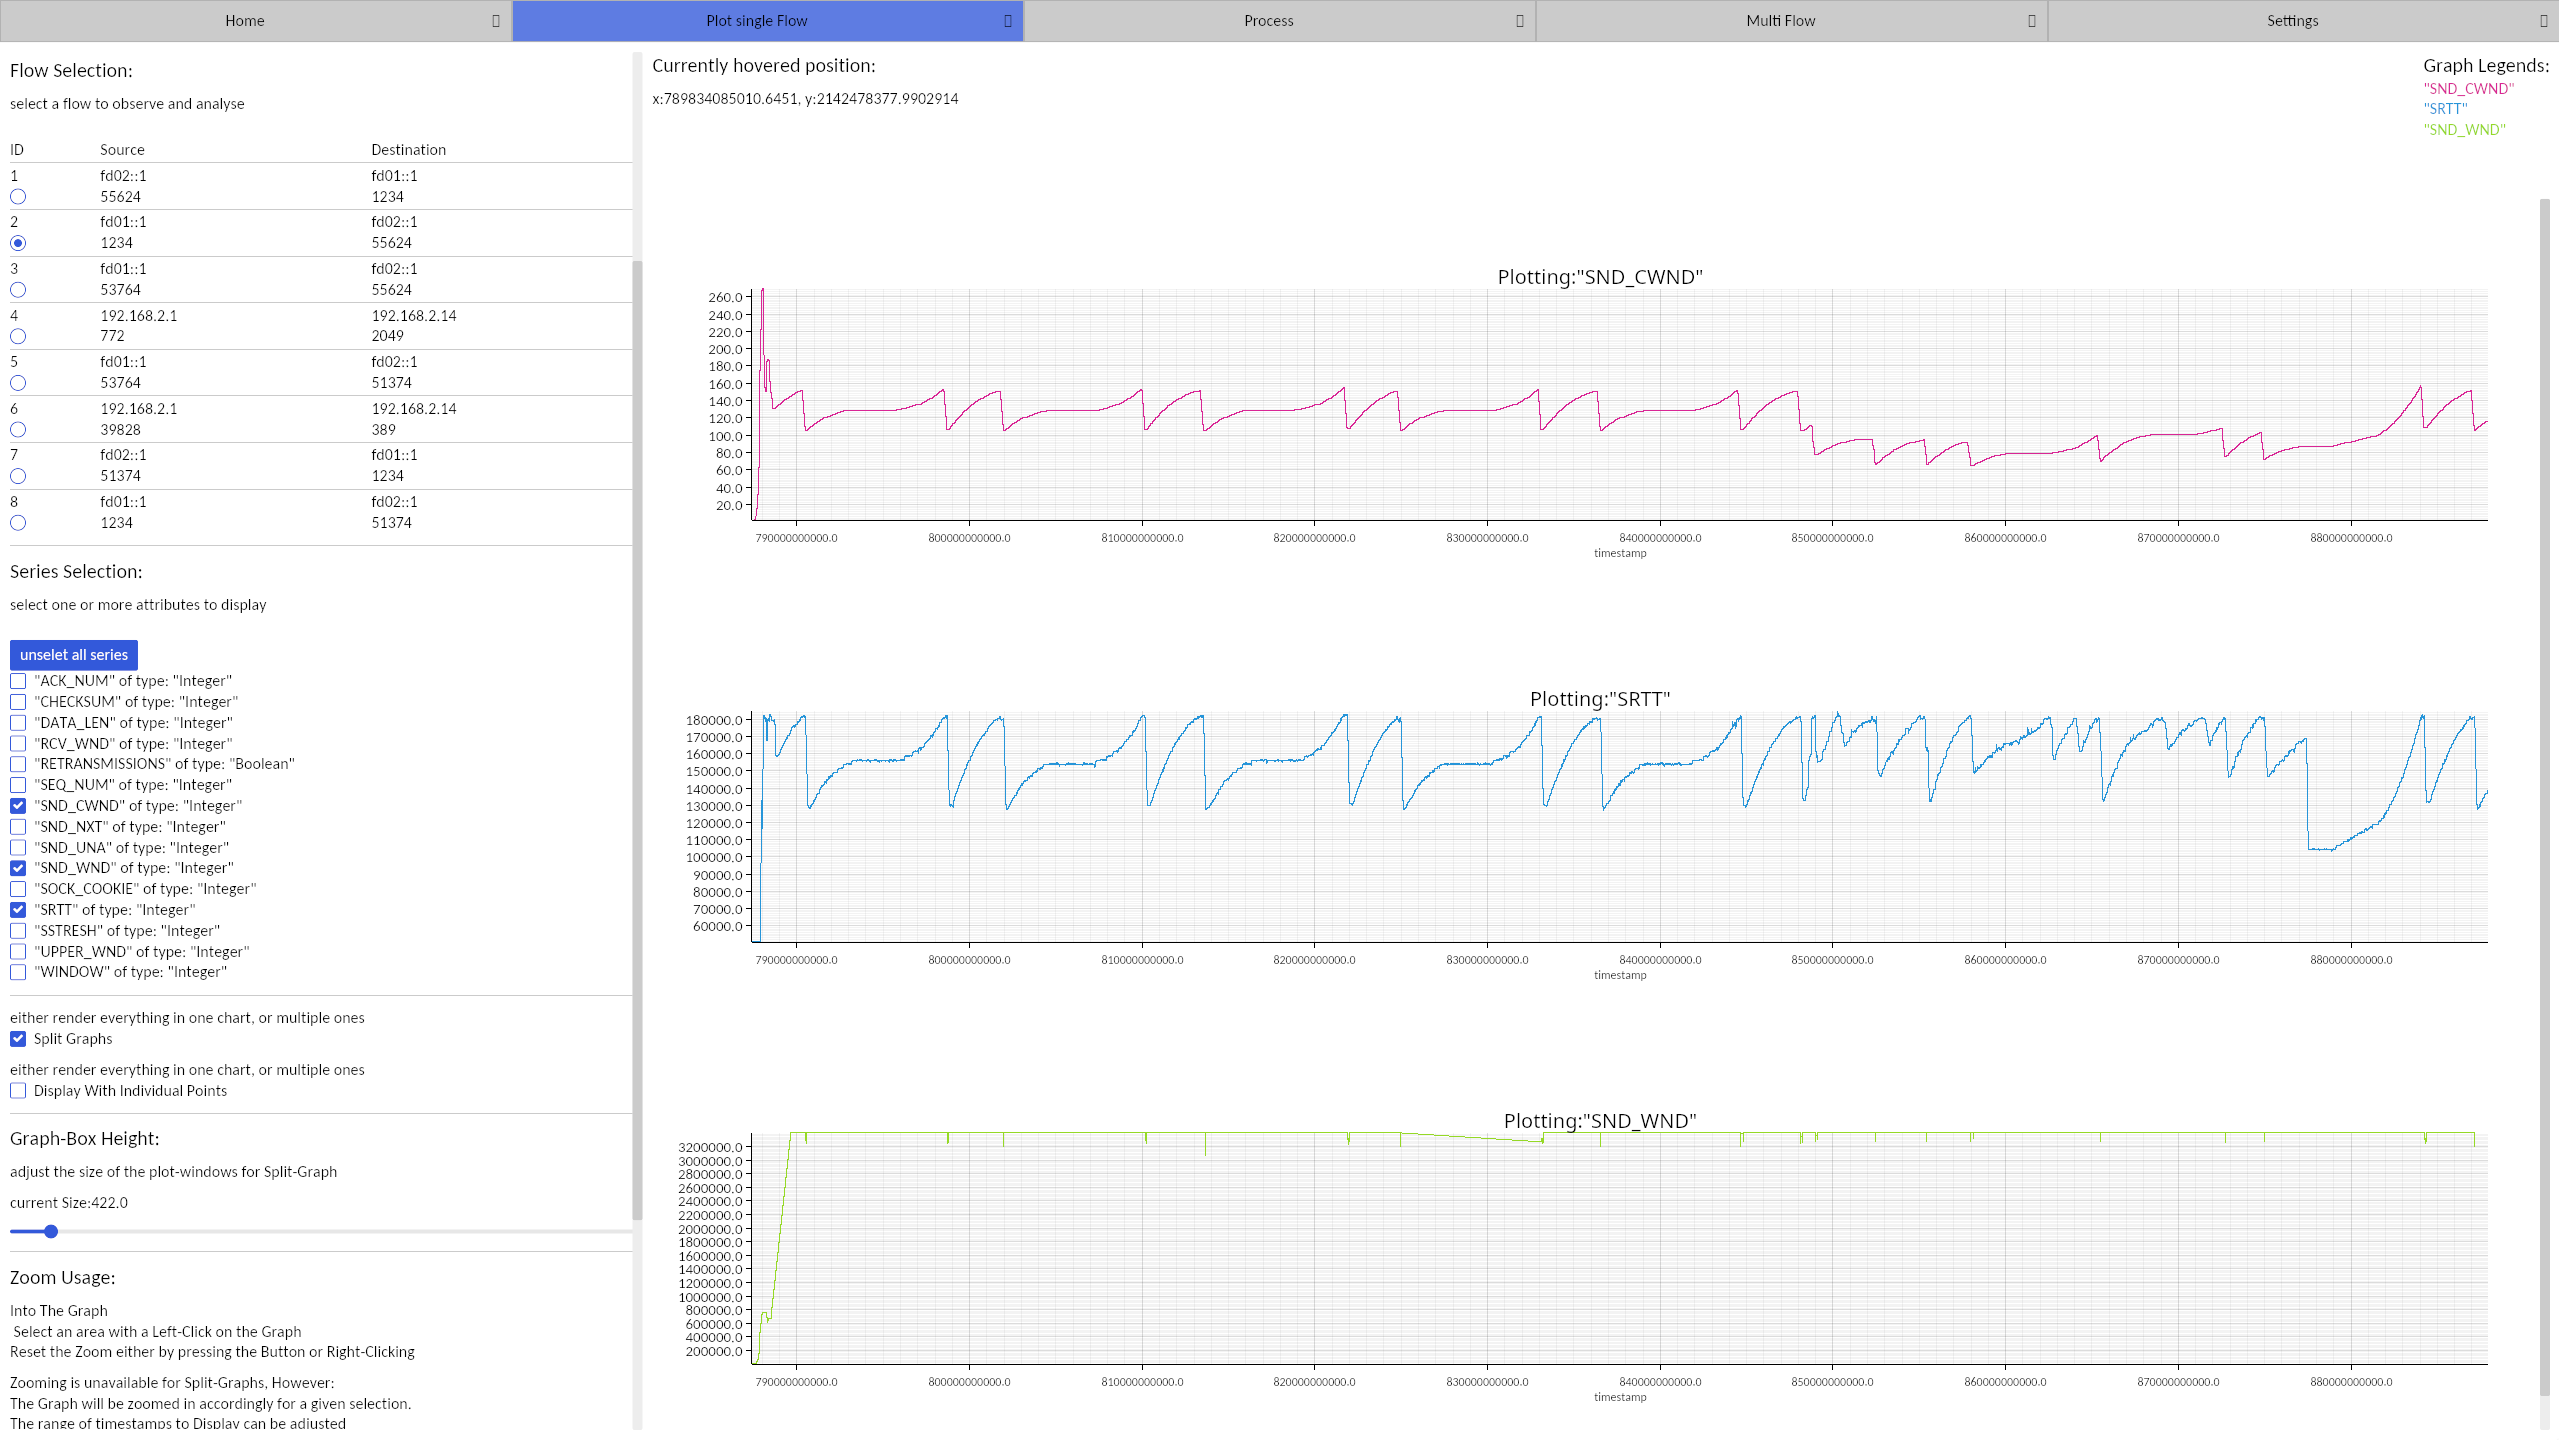 Home
Plot single Flow
Process
Multi Flow
Settings
Flow Selection:
select a flow to observe and analyse
ID Source Destination
1 fd02::1 fd01::1
55624 1234
2 fd01::1 fd02::1
1234 55624
3 fd01::1 fd02::1
53764 55624
4 192.168.2.1 192.168.2.14
772 2049
5 fd01::1 fd02::1
53764 51374
6 192.168.2.1 192.168.2.14
39828 389
7 fd02::1 fd01::1
51374 1234
8 fd01::1 fd02::1
1234 51374
Series Selection:
select one or more attributes to display
unselet all series
"ACK_NUM" of type: "Integer"
"CHECKSUM" of type: "Integer"
"DATA_LEN" of type: "Integer"
"RCV_WND" of type: "Integer"
"RETRANSMISSIONS" of type: "Boolean"
"SEQ_NUM" of type: "Integer"
"SND_CWND" of type: "Integer"
"SND_NXT" of type: "Integer"
"SND_UNA" of type: "Integer"
"SND_WND" of type: "Integer"
"SOCK_COOKIE" of type: "Integer"
"SRTT" of type: "Integer"
"SSTRESH" of type: "Integer"
"UPPER_WND" of type: "Integer"
"WINDOW" of type: "Integer"
either render everything in one chart, or multiple ones
Split Graphs
either render everything in one chart, or multiple ones
Display With Individual Points
Graph-Box Height:
adjust the size of the plot-windows for Split-Graph
current Size:422.0
Zoom Usage:
Into The Graph
Select an area with a Left-Click on the Graph
Reset the Zoom either by pressing the Button or Right-Clicking
Zooming is unavailable for Split-Graphs, However:
The Graph will be zoomed in accordingly for a given selection.
The range of timestamps to Display can be adjusted
Currently hovered position:
x:789834085010.6451, y:2142478377.9902914
Graph Legends:
"SND_CWND"
"SRTT"
"SND_WND"
Plotting:"SND_CWND"
260.0
240.0
220.0
200.0
180.0
160.0
140.0
120.0
100.0
80.0
60.0
40.0
20.0
790000000000.0 800000000000.0 810000000000.0 820000000000.0 830000000000.0 840000000000.0 850000000000.0 860000000000.0 870000000000.0 880000000000.0
timestamp
Plotting:"SRTT"
180000.0
170000.0
160000.0
150000.0
140000.0
130000.0
120000.0
110000.0
100000.0
90000.0
80000.0
70000.0
60000.0
790000000000.0 800000000000.0 810000000000.0 820000000000.0 830000000000.0 840000000000.0 850000000000.0 860000000000.0 870000000000.0 880000000000.0
timestamp
Plotting:"SND_WND"
3200000.0
3000000.0
2800000.0
2600000.0
2400000.0
2200000.0
2000000.0
1800000.0
1600000.0
1400000.0
1200000.0
1000000.0
800000.0
600000.0
400000.0
200000.0
790000000000.0 800000000000.0 810000000000.0 820000000000.0 830000000000.0 840000000000.0 850000000000.0 860000000000.0 870000000000.0 880000000000.0
timestamp